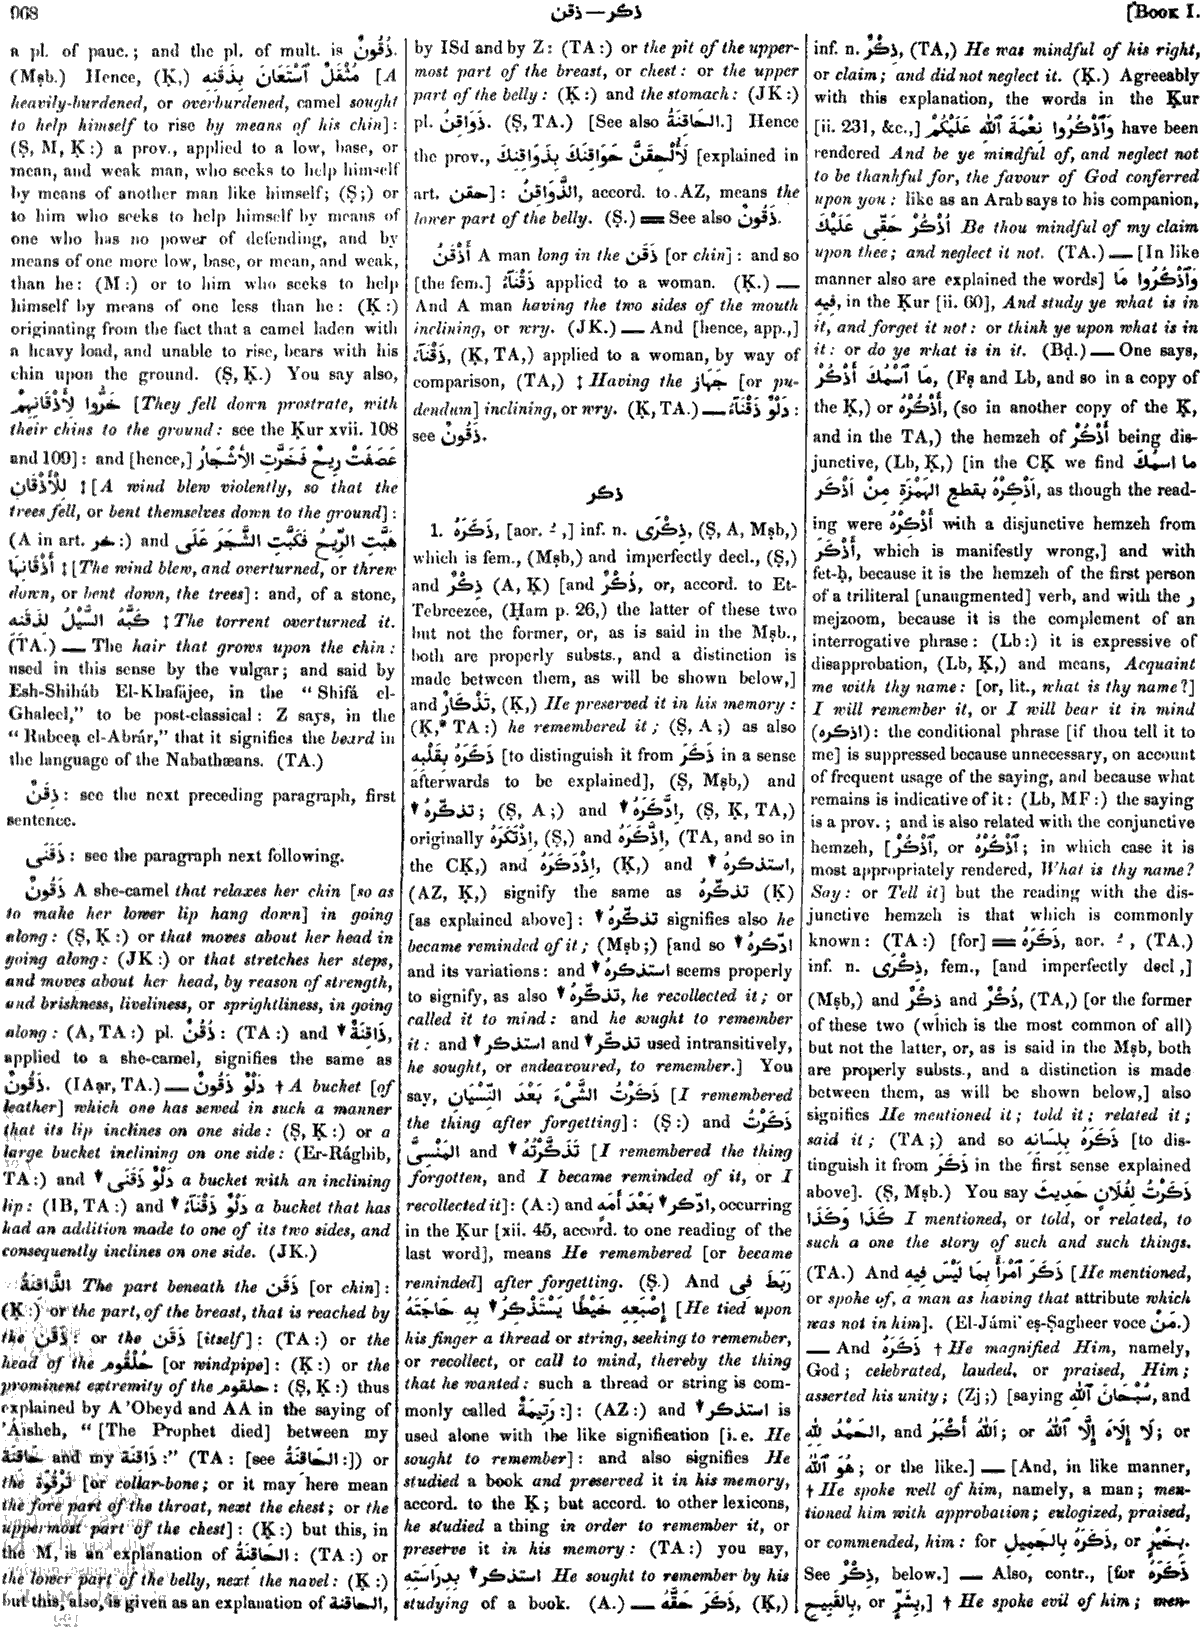 968
ذقن — ذكر
[BOOK I.
a pl. of pauc.; and the pl. of mult. is ذُقُونٌ.
(Mṣb.) Hence, (Ḳ,) مُثْقَلٌ ٱسْتَعَانَ بِذَقَنِهِ [A
heavily-burdened, or overburdened, camel sought
to help himself to rise by means of his chin]:
(Ṣ, M, Ḳ:) a prov., applied to a low, base, or
mean, and weak man, who seeks to help himself
by means of another man like himself; (Ṣ;) or
to him who seeks to help himself by means of
one who has no power of defending, and by
means of one more low, base, or mean, and weak,
than he: (M:) or to him who seeks to help
himself by means of one less than he: (Ḳ:)
originating from the fact that a camel laden with
a heavy load, and unable to rise, bears with his
chin upon the ground. (Ṣ, Ḳ.) You say also,
خَرُّوا لِأَذْقَانِهِمْ [They fell down prostrate, with
their chins to the ground: see the Ḳur xvii. 108
and 109]: and [hence,] عَصَفَتْ رِيحٌ فَخَرَّتِ الأَشْجَارُ
لِلْأَذْقَانِ ‡ [A wind blew violently, so that the
trees fell, or bent themselves down to the ground]:
(A in art. خر:) and هَبَّتِ الرِّيحُ فَكَبَّتِ الشَّجَرَ عَلَى
أَذْقَانِهَا ‡ [The wind blew, and overturned, or threw
down, or bent down, the trees]: and, of a stone,
كَبَّهُ السَّيْلُ لِذَقَنِهِ ‡ The torrent overturned it.
(TA.) — The hair that grows upon the chin:
used in this sense by the vulgar; and said by
Esh-Shiháb El-Khafájee, in the “Shifá el-
Ghaleel,” to be post-classical: Z says, in the
“Rabeea el-Abrár,” that it signifies the beard in
the language of the Nabathæans. (TA.)
ذِقَنٌ: see the next preceding paragraph, first
sentence.
ذَقَنَى: see the paragraph next following.
ذَقُونٌ A she-camel that relaxes her chin [so as
to make her lower lip hang down] in going
along: (Ṣ, Ḳ:) or that moves about her head in
going along: (JK:) or that stretches her steps,
and moves about her head, by reason of strength,
and briskness, liveliness, or sprightliness, in going
along: (A, TA:) pl. ذُقُنٌ: (TA:) and ▼ ذَاقِنَةٌ,
applied to a she-camel, signifies the same as
ذَقُونٌ. (IAạr, TA.) — دَلْوٌ ذَقُونٌ † A bucket [of
leather] which one has sewed in such a manner
that its lip inclines on one side: (Ṣ, Ḳ:) or a
large bucket inclining on one side: (Er-Rághib,
TA:) and ▼ دَلْوٌ ذَقَنَى a bucket with an inclining
lip: (IB, TA:) and ▼ دَلْوٌ ذَقْنَآءُ a bucket that has
had an addition made to one of its two sides, and
consequently inclines on one side. (JK.)
الذَّاقِنَةُ The part beneath the ذَقَن [or chin]:
(Ḳ:) or the part, of the breast, that is reached by
the ذَقَن: or the ذَقَن [itself]: (TA:) or the
head of the حُلْقُوم [or windpipe]: (Ḳ:) or the
prominent extremity of the حلقوم: (Ṣ, Ḳ:) thus
explained by A ’Obeyd and AA in the saying of
’Áïsheh, “[The Prophet died] between my
حَاقِنَة and my ذَاقِنَة:” (TA: [see الحَاقِنَةُ:]) or
the تَرْقُوَة [or collar-bone; or it may here mean
the fore part of the throat, next the chest; or the
uppermost part of the chest]: (Ḳ:) but this, in
the M, is an explanation of الحَاقِنَةُ: (TA:) or
the lower part of the belly, next the navel: (Ḳ:)
but this, also, is given as an explanation of الحاقنة,
by ISd and by Z: (TA:) or the pit of the upper-
most part of the breast, or chest: or the upper
part of the belly: (Ḳ:) and the stomach: (JK:)
pl. ذَوَاقِنُ. (Ṣ, TA.) [See also الحَاقِنَةُ.] Hence
the prov., لَأُلْحِقَنَّ حَوَاقِنَكَ بِذَوَاقِنِكَ [explained in
art. حقن]: الذَّوَاقِنُ, accord. to AZ, means the
lower part of the belly. (Ṣ.) = See also ذَقُونٌ.
أَذْقَنُ A man long in the ذَقَن [or chin]: and so
[the fem.] ذَقْنَآءُ applied to a woman. (Ḳ.) —
And A man having the two sides of the mouth
inclining, or wry. (JK.) — And [hence, app.,]
ذَقْنَآءُ, (Ḳ, TA,) applied to a woman, by way of
comparison, (TA,) ‡ Having the جَهَاز [or pu-
dendum] inclining, or wry. (Ḳ, TA.) — دَلْوٌ ذَقْنَآءُ:
see ذَقُونٌ.
ذكر
1. ذَكَرَهُ, [aor. ـُ ,] inf. n. ذِكْرَى, (Ṣ, A, Mṣb,)
which is fem., (Mṣb,) and imperfectly decl., (Ṣ,)
and ذِكْرٌ (A, Ḳ) [and ذُكْرٌ, or, accord. to Et-
Tebreezee, (Ḥam p. 26,) the latter of these two
but not the former, or, as is said in the Mṣb.,
both are properly substs., and a distinction is
made between them, as will be shown below,]
and تَذْكَارٌ, (Ḳ,) He preserved it in his memory:
(Ḳ,* TA:) he remembered it; (Ṣ, A;) as also
ذَكَرَهُ بِقَلْبِهِ [to distinguish it from ذَكَرَ in a sense
afterwards to be explained], (Ṣ, Mṣb,) and
▼ تذكّرهُ; (Ṣ, A;) and ▼ اِذَّكَرَهُ, (Ṣ, Ḳ, TA,)
originally اِذْتَكَرَهُ, (Ṣ,) and اِدَّكَرَهُ, (TA, and so in
the CḲ,) and اِذْدَكَرَهُ, (Ḳ,) and ▼ استذكرهُ,
(AZ, Ḳ,) signify the same as تذكّرهُ (Ḳ)
[as explained above]: ▼ تذكّرهُ signifies also he
became reminded of it; (Mṣb;) [and so ▼ ادّكرهُ
and its variations: and ▼ استذكرهُ seems properly
to signify, as also ▼ تذكّرهُ, he recollected it; or
called it to mind: and he sought to remember
it: and ▼ استذكر and ▼ تذكّر used intransitively,
he sought, or endeavoured, to remember.] You
say, ذَكَرْتُ الشَّىْءَ بَعْدَ النِّسْيَانِ [I remembered
the thing after forgetting]: (Ṣ:) and ذَكَرْتُ
المَنْسِىَّ and ▼ تَذَكَّرْتُهُ [I remembered the thing
forgotten, and I became reminded of it, or I
recollected it]: (A:) and ▼ ادّكر بَعْدَ أَمَهٍ, occurring
in the Ḳur [xii. 45, accord. to one reading of the
last word], means He remembered [or became
reminded] after forgetting. (Ṣ.) And رَبَطَ فِى
إِصْبَعِهِ خَيْطًا يَسْتَذْكِرُ ▼ بِهِ حَاجَتَهُ [He tied upon
his finger a thread or string, seeking to remember,
or recollect, or call to mind, thereby the thing
that he wanted: such a thread or string is com-
monly called رَتِيمَةٌ:]: (AZ:) and ▼ استذكر is
used alone with the like signification [i. e. He
sought to remember]: and also signifies He
studied a book and preserved it in his memory,
accord. to the Ḳ; but accord. to other lexicons,
he studied a thing in order to remember it, or
preserve it in his memory: (TA:) you say,
▼ استذكر بِدِرَاسَتِهِ He sought to remember by his
studying of a book. (A.) — ذَكَرَ حَقَّهُ, (Ḳ,)
inf. n. ذِكْرٌ, (TA,) He was mindful of his right,
or claim; and did not neglect it. (Ḳ.) Agreeably
with this explanation, the words in the Ḳur
[ii. 231, &c.,] وَٱذْكُرُوا نِعْمَةَ ٱللّٰهِ عَلَيْكُمْ have been
rendered And be ye mindful of, and neglect not
to be thankful for, the favour of God conferred
upon you: like as an Arab says to his companion,
اُذْكُرْ حَقِّى عَلَيْكَ Be thou mindful of my claim
upon thee; and neglect it not. (TA.) — [In like
manner also are explained the words] وَٱذْكُرُوا مَا
فِيهِ, in the Ḳur [ii. 60], And study ye what is in
it, and forget it not: or think ye upon what is in
it: or do ye what is in it. (Bḍ.) — One says,
مَا ٱسْمُكَ أَذْكُرْ, (Fṣ and Lb, and so in a copy of
the Ḳ,) or أَذْكُرْهُ, (so in another copy of the Ḳ,
and in the TA,) the hemzeh of أَذْكُرْ being dis-
junctive, (Lb, Ḳ,) [in the CḲ we find ما اسمُكَ
اَذْكِرْهُ بقطعِ الهَمْزَةِ مِنْ اَذْكَرَ, as though the read-
ing were أَذْكِرْهُ with a disjunctive hemzeh from
أَذْكَرَ, which is manifestly wrong,] and with
fet-ḥ, because it is the hemzeh of the first person
of a triliteral [unaugmented] verb, and with the ر
mejzoom, because it is the complement of an
interrogative phrase: (Lb:) it is expressive of
disapprobation, (Lb, Ḳ,) and means, Acquaint
me with thy name: [or, lit., what is thy name?]
I will remember it, or I will bear it in mind
(اذكره): the conditional phrase [if thou tell it to
me] is suppressed because unnecessary, on account
of frequent usage of the saying, and because what
remains is indicative of it: (Lb, MF:) the saying
is a prov.; and is also related with the conjunctive
hemzeh, [ٱذْكُرْ, or ٱذْكُرْهُ; in which case it is
most appropriately rendered, What is thy name?
Say: or Tell it] but the reading with the dis-
junctive hemzeh is that which is commonly
known: (TA:) [for] = ذَكَرَهُ, aor. ـُ , (TA.)
inf. n. ذِكْرَى, fem., [and imperfectly decl,]
(Mṣb,) and ذِكْرٌ and ذُكْرٌ, (TA,) [or the former
of these two (which is the most common of all)
but not the latter, or, as is said in the Mṣb, both
are properly substs., and a distinction is made
between them, as will be shown below,] also
signifies He mentioned it; told it; related it;
said it; (TA;) and so ذَكَرَهُ بِلِسَانِهِ [to dis-
tinguish it from ذَكَرَ in the first sense explained
above]. (Ṣ, Mṣb.) You say ذَكَرْتُ لِفُلَانٍ حَدِيثَ
كَذَا وَكَذَا I mentioned, or told, or related, to
such a one the story of such and such things.
(TA.) And ذَكَرَ ٱمْرَأً بِمَا لَيْسَ فِيهِ [He mentioned,
or spoke of, a man as having that attribute which
was not in him]. (El-Jámi’ eṣ-Ṣagheer voce مَنْ.)
— And ذَكَرَهُ † He magnified Him, namely,
God; celebrated, lauded, or praised, Him;
asserted his unity; (Zj;) [saying سُبْحَانَ ٱللّٰهِ, and
الحَمْدُ لِلّٰهِ, and اَللّٰهُ أَكْبَرُ; or لَا إِلَاهَ إِلَّا ٱللّٰهُ; or
هُوَ ٱللّٰهُ; or the like.] — [And, in like manner,
† He spoke well of him, namely, a man; men-
tioned him with approbation; eulogized, praised,
or commended, him: for ذَكَرَهُ بِالجَمِيلِ, or بِخَيْرٍ.
See ذِكْرٌ, below.] — Also, contr., [for ذَكَرَهُ
بِالقَبِيحِ, or بِشَرٍّ,] † He spoke evil of him; men-